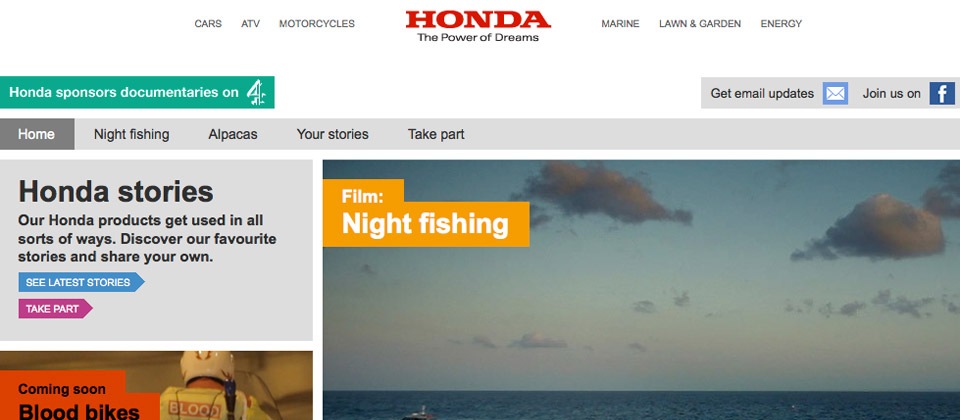 CARS ATV MOTORCYCLES HONDA MARINE LAWN & GARDEN ENERGY
The Power of Dreams
Honda sponsors documentaries on 4
Get email updates Join us on f
Home Night fishing Alpacas Your stories Take part
Honda stories
Our Honda products get used in all
sorts of ways. Discover our favourite
stories and share your own.
SEE LATEST STORIES
TAKE PART
Film:
Night fishing
Coming soon
Blood bikes
BLOOD